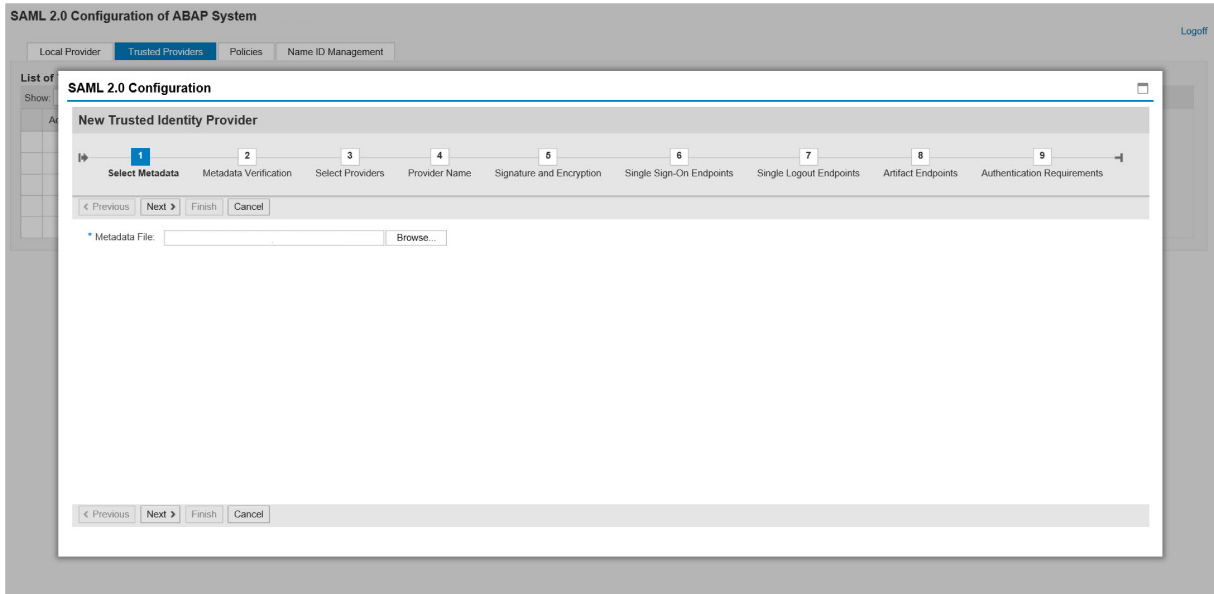 SAML 2.0 Configuration of ABAP System
Logoff
Local Provider Trusted Providers Policies Name ID Management
List of
Show:
SAML 2.0 Configuration
New Trusted Identity Provider
1 2 3 4 5 6 7 8 9
Select Metadata Metadata Verification Select Providers Provider Name Signature and Encryption Single Sign-On Endpoints Single Logout Endpoints Artifact Endpoints Authentication Requirements
Previous Next Finish Cancel
* Metadata File: Browse...
Previous Next Finish Cancel